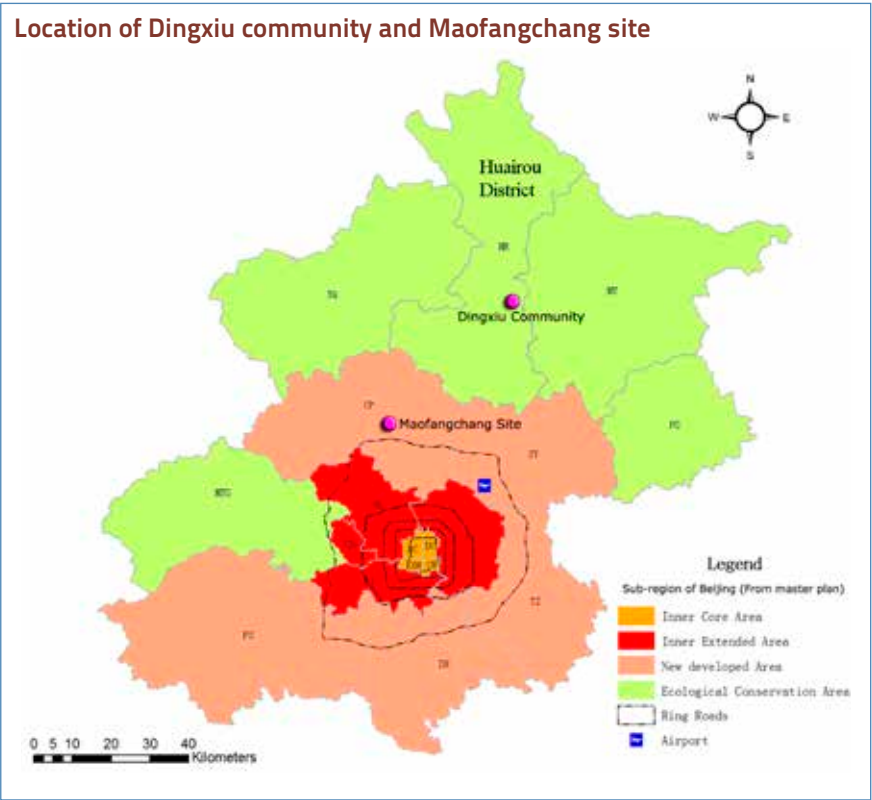 Location of Dingxiu community and Maofangchang site
N
W E
S
Huairou
District
HR
Dingxiu Community
Maofangchang Site
Legend
Sub-region of Beijing (From master plan)
Inner Core Area
Inner Extended Area
New developed Area
Ecological Conservation Area
Ring Roads
Airport
0 5 10 20 30 40
Kilometers